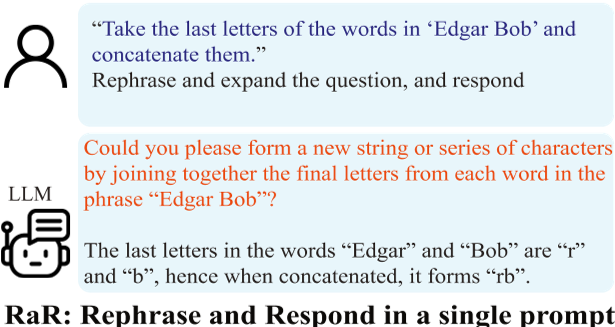 “Take the last letters of the words in ‘Edgar Bob’ and
concatenate them.”
Rephrase and expand the question, and respond
Could you please form a new string or series of characters
by joining together the final letters from each word in the
phrase “Edgar Bob”?
LLM
The last letters in the words “Edgar” and “Bob” are “r”
and “b”, hence when concatenated, it forms “rb”.
RaR: Rephrase and Respond in a single prompt